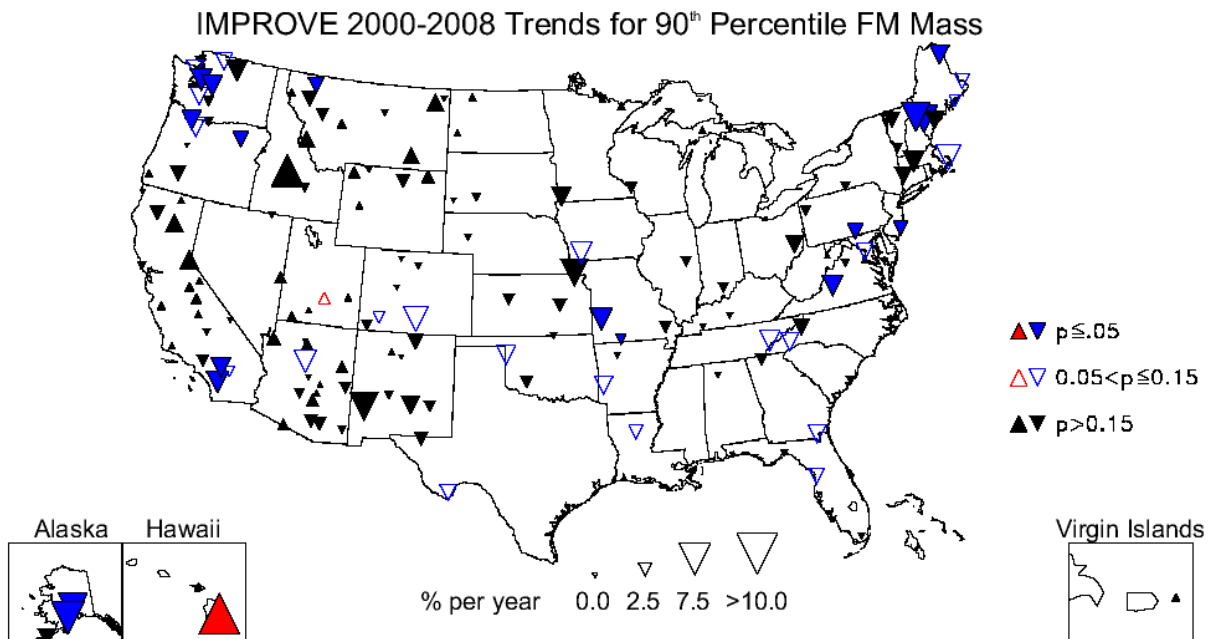 IMPROVE 2000-2008 Trends for 90th Percentile FM Mass
p≦.05
0.05<p≦0.15
p>0.15
Alaska
Hawaii
Virgin Islands
% per year 0.0 2.5 7.5 >10.0